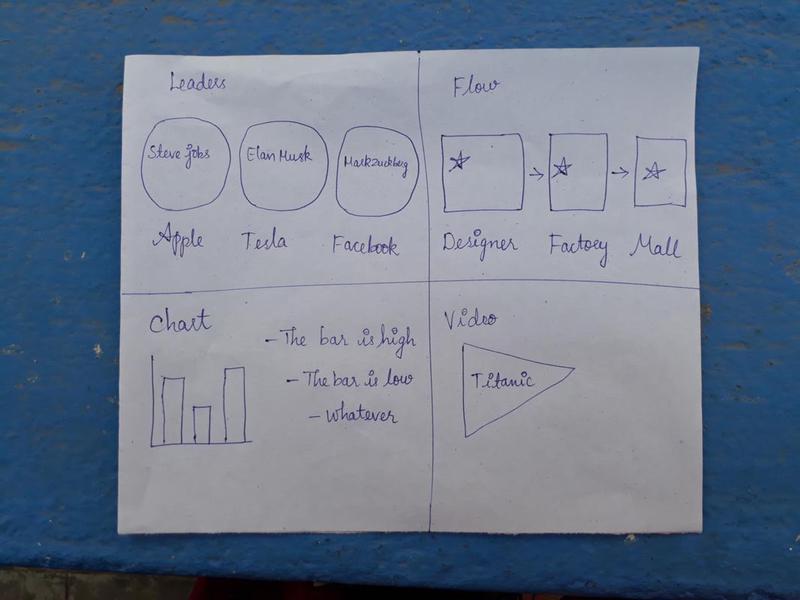 Leaders
Steve jobs
Elan Musk
Markzuckberg
Apple
Tesla
Facebook
Flow
Designer
Factoey
Mall
Chart
- The bar is high
- The bar is low
- whatever
Video
Titanic